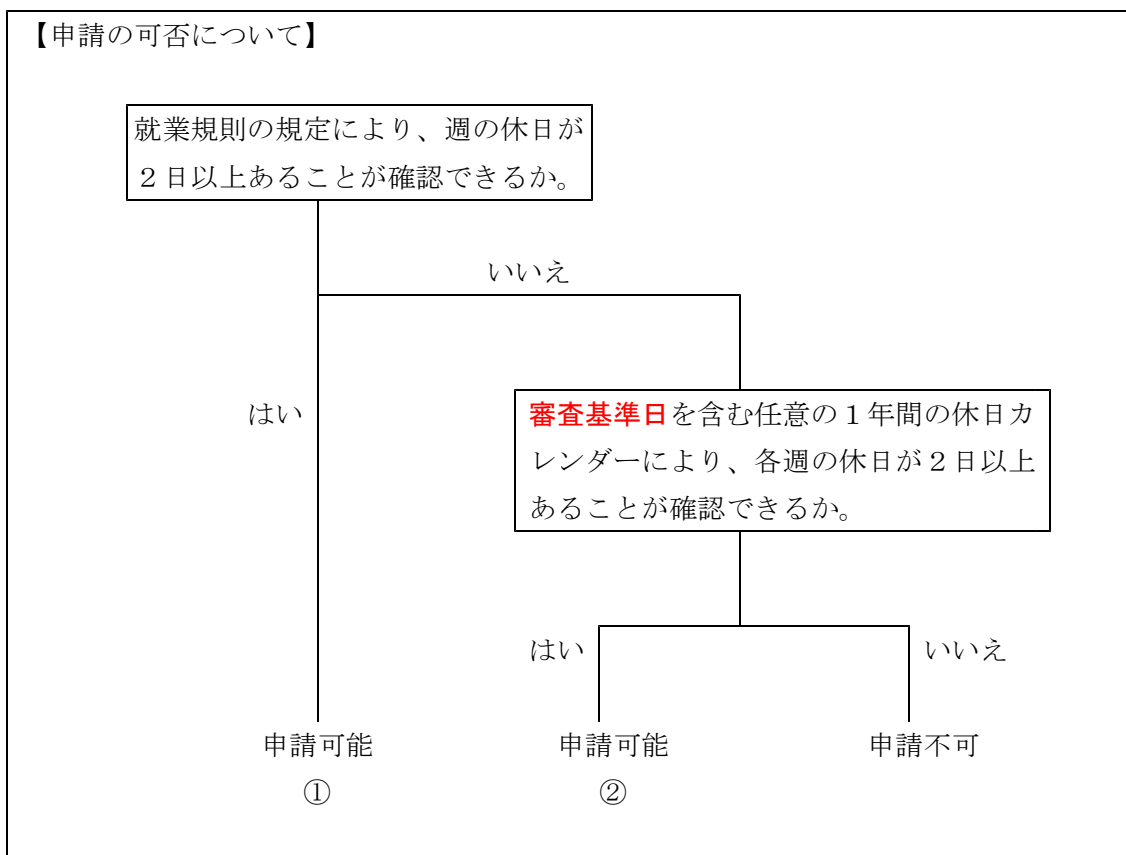 【申請の可否について】
就業規則の規定により、週の休日が
２日以上あることが確認できるか。
いいえ
はい
審査基準日を含む任意の１年間の休日カ
レンダーにより、各週の休日が２日以上
あることが確認できるか。
はい
いいえ
申請可能
申請可能
申請不可
①
②